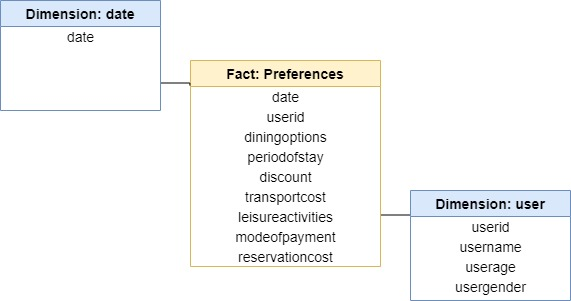 Dimension: date
date
Fact: Preferences
date
userid
diningoptions
periodofstay
discount
transportcost
leisureactivities
modeofpayment
reservationcost
Dimension: user
userid
username
userage
usergender